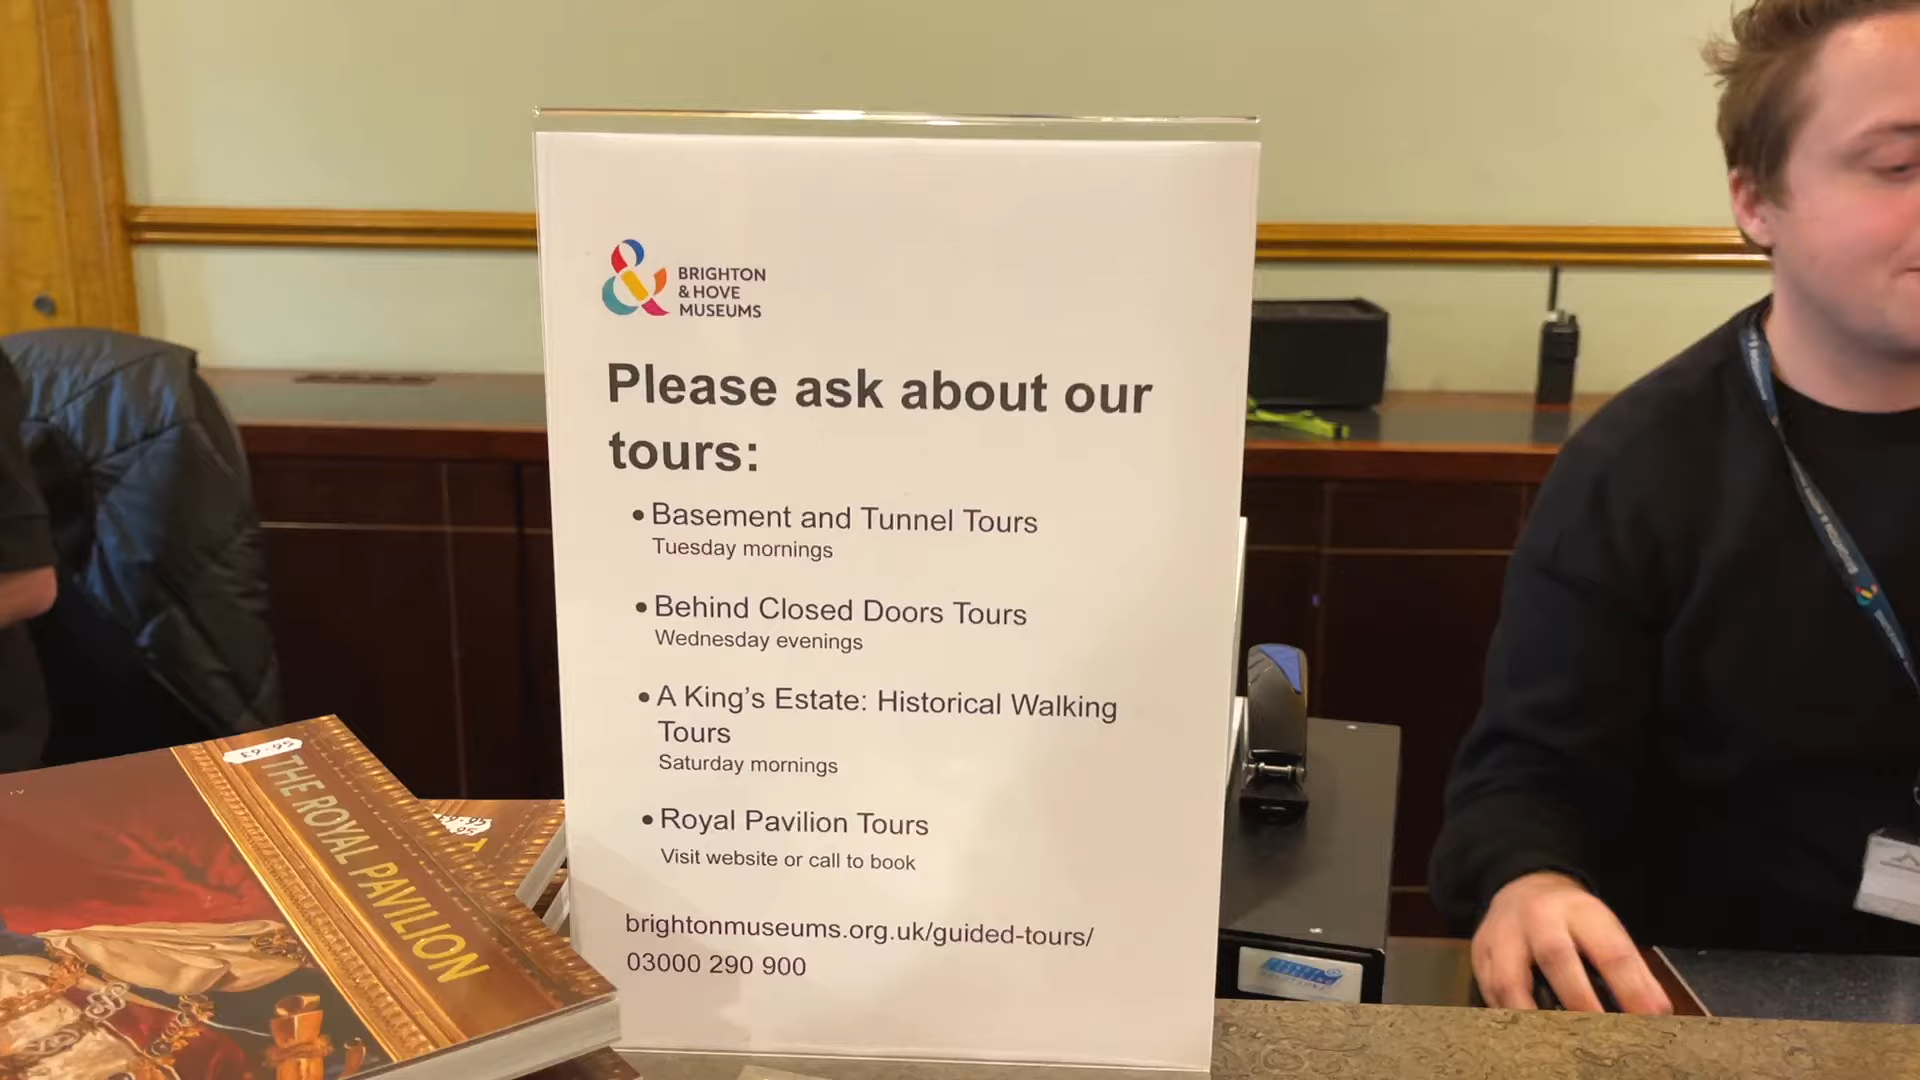 BRIGHTON
& HOVE
MUSEUMS
Please ask about our
tours:
• Basement and Tunnel Tours
Tuesday mornings
• Behind Closed Doors Tours
Wednesday evenings
• A King’s Estate: Historical Walking
Tours
Saturday mornings
• Royal Pavilion Tours
Visit website or call to book
brightonmuseums.org.uk/guided-tours/
03000 290 900
£9.95
THE ROYAL PAVILION
£9.95